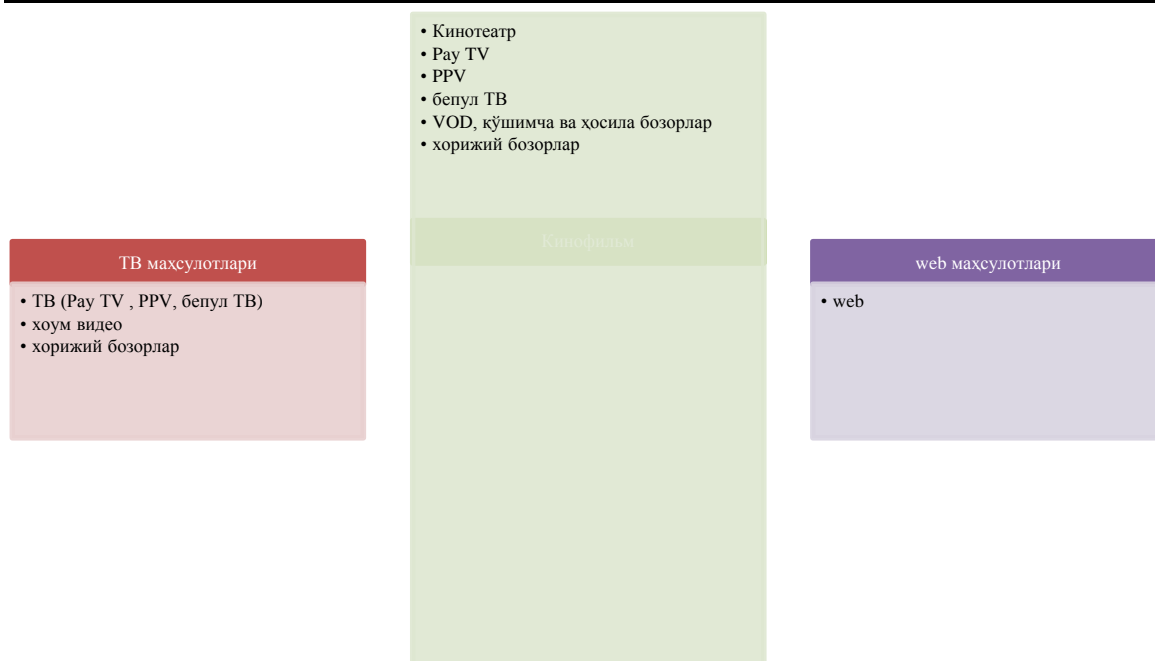 • Кинотеатр
• Pay TV
• PPV
• бепул ТВ
• VOD, қўшимча ва ҳосила бозорлар
• хорижий бозорлар
Кинофильм
ТВ маҳсулотлари
• ТВ (Pay TV , PPV, бепул ТВ)
• хоум видео
• хорижий бозорлар
web маҳсулотлари
• web